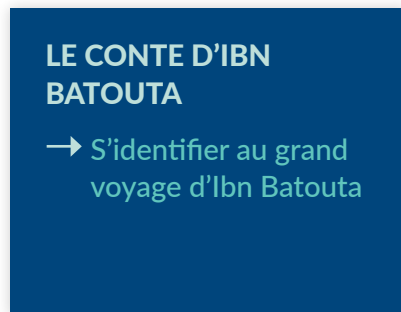 LE CONTE D’IBN
BATOUTA
→ S’identifier au grand
voyage d’Ibn Batouta